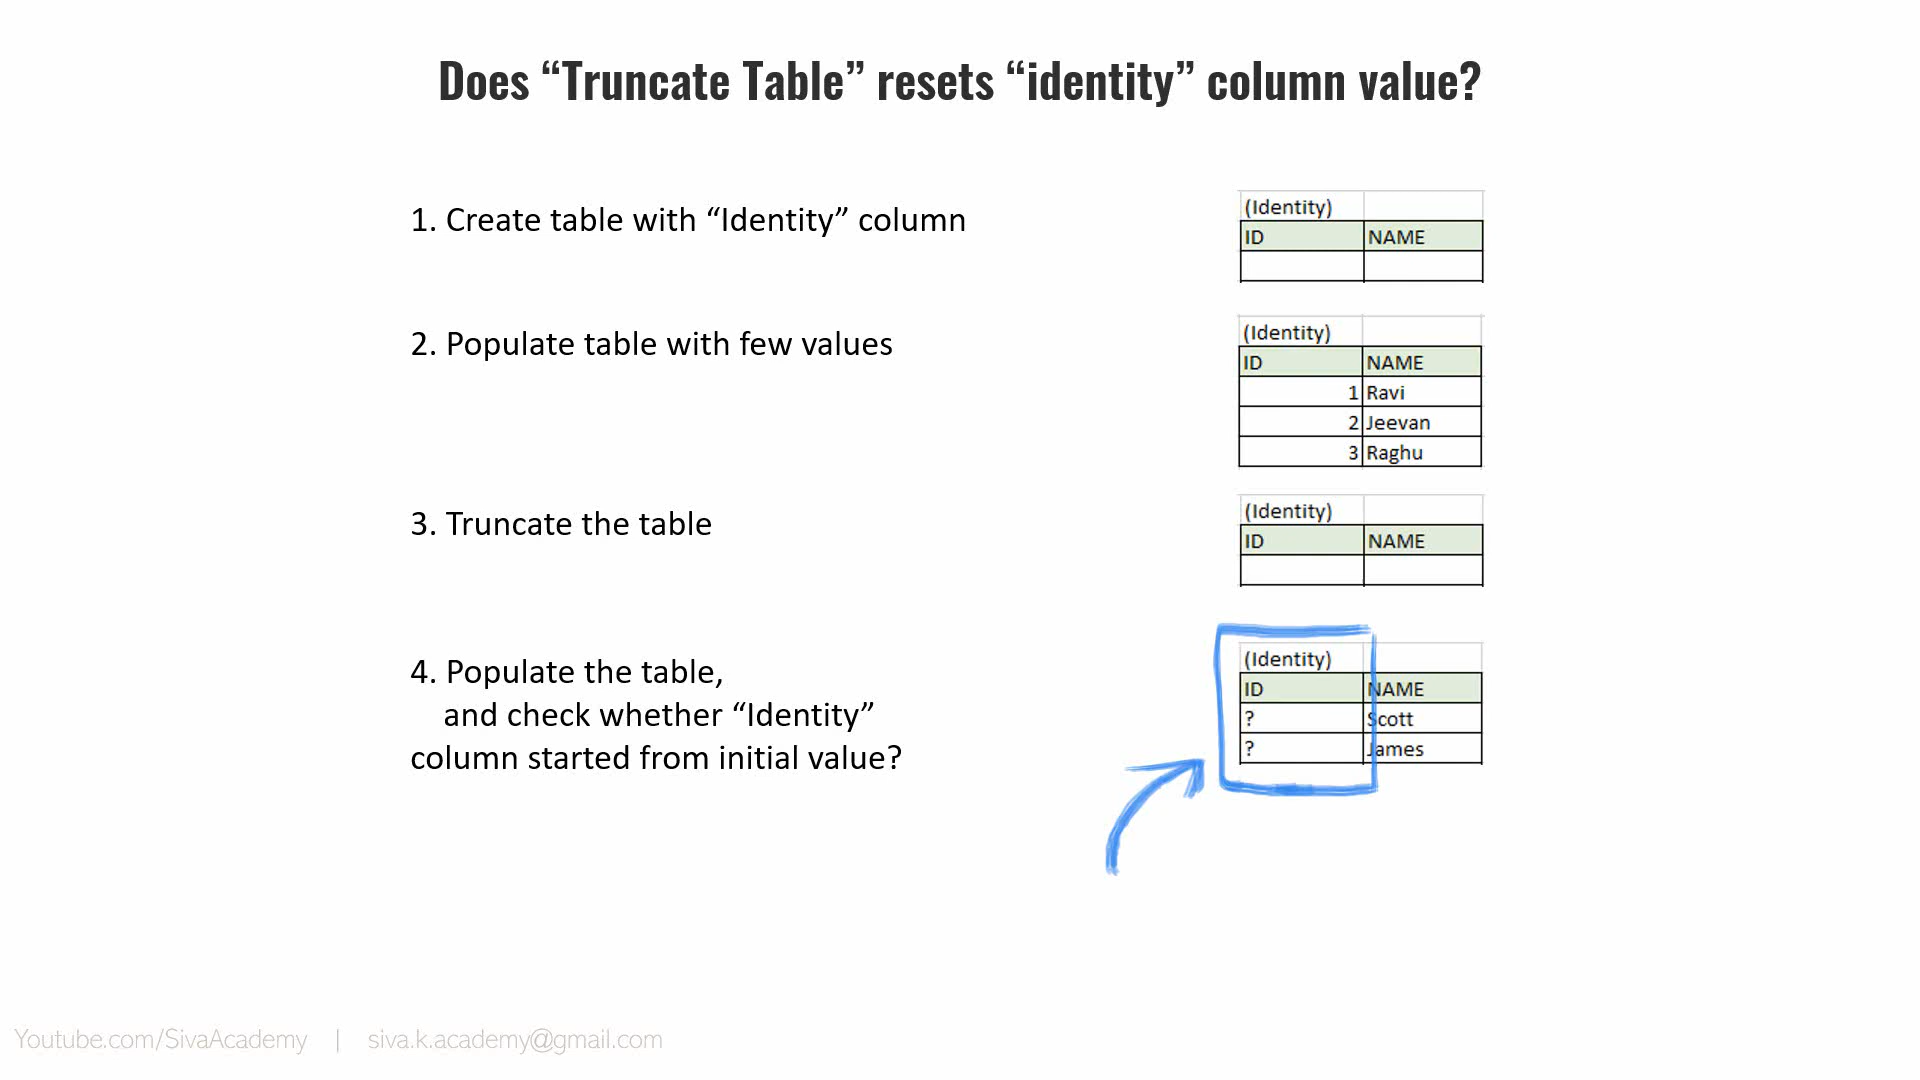 Does “Truncate Table” resets “identity” column value?
1. Create table with “Identity” column
(Identity)
ID NAME
2. Populate table with few values
(Identity)
ID NAME
1 Ravi
2 Jeevan
3 Raghu
3. Truncate the table
(Identity)
ID NAME
4. Populate the table,
and check whether “Identity”
column started from initial value?
(Identity)
ID NAME
? Scott
? James
Youtube.com/SivaAcademy | siva.k.academy@gmail.com